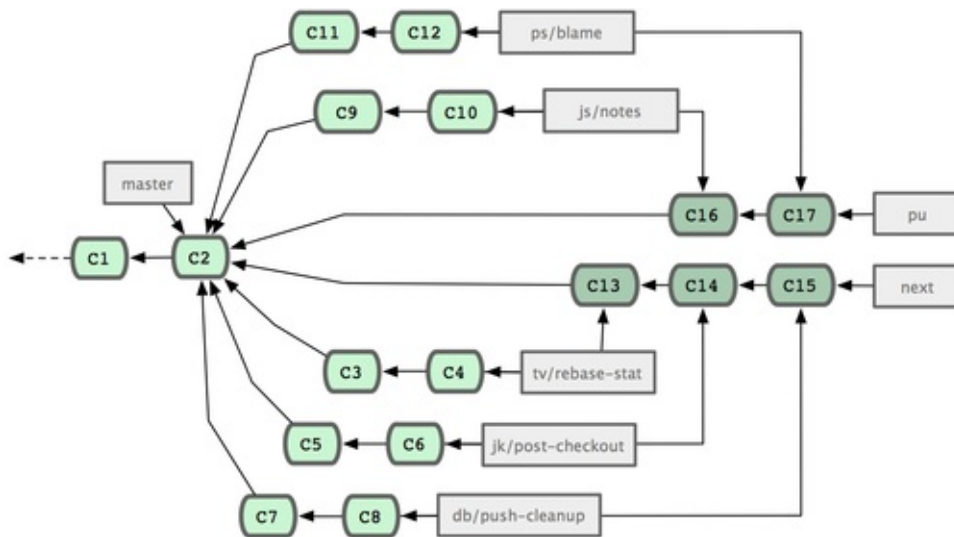 C11 C12 ps/blame
C9 C10 js/notes
master
C16 C17 pu
C1 C2
C13 C14 C15 next
C3 C4 tv/rebase-stat
C5 C6 jk/post-checkout
C7 C8 db/push-cleanup